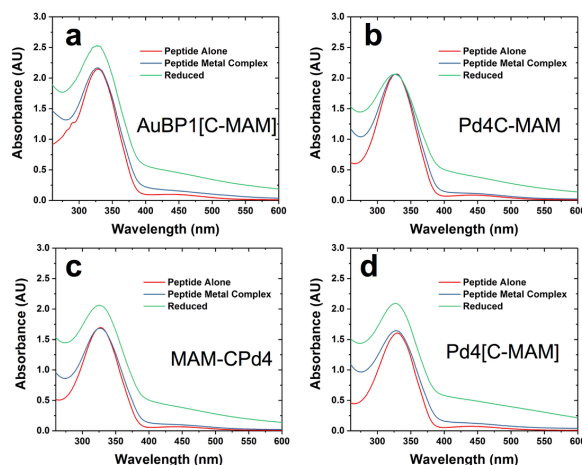 a
3.0
2.5
2.0
1.5
1.0
0.5
0.0
Absorbance (AU)
Peptide Alone
Peptide Metal Complex
Reduced
AuBP1[C-MAM]
300 350 400 450 500 550 600
Wavelength (nm)
b
3.0
2.5
2.0
1.5
1.0
0.5
0.0
Absorbance (AU)
Peptide Alone
Peptide Metal Complex
Reduced
Pd4C-MAM
300 350 400 450 500 550 600
Wavelength (nm)
c
3.0
2.5
2.0
1.5
1.0
0.5
0.0
Absorbance (AU)
Peptide Alone
Peptide Metal Complex
Reduced
MAM-CPd4
300 350 400 450 500 550 600
Wavelength (nm)
d
3.0
2.5
2.0
1.5
1.0
0.5
0.0
Absorbance (AU)
Peptide Alone
Peptide Metal Complex
Reduced
Pd4[C-MAM]
300 350 400 450 500 550 600
Wavelength (nm)